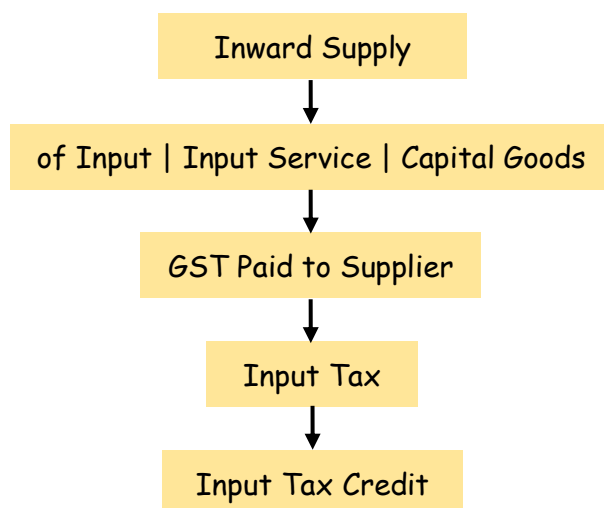 Inward Supply
of Input | Input Service | Capital Goods
GST Paid to Supplier
Input Tax
Input Tax Credit